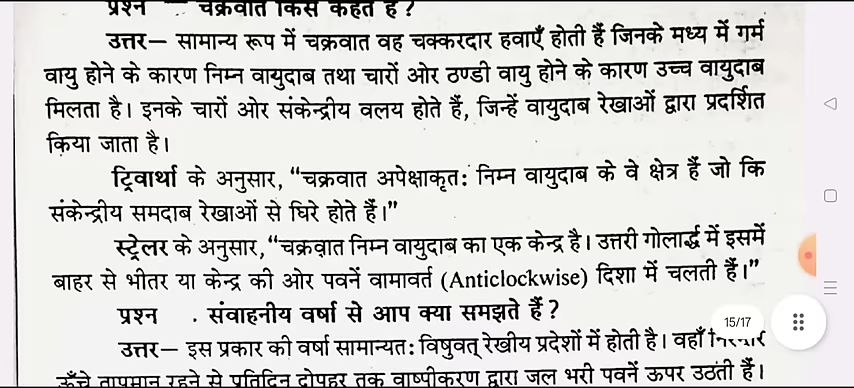 प्रश्न — चक्रवात किसे कहते हैं ?
उत्तर— सामान्य रूप में चक्रवात वह चक्करदार हवाएँ होती हैं जिनके मध्य में गर्म
वायु होने के कारण निम्न वायुदाब तथा चारों ओर ठण्डी वायु होने के कारण उच्च वायुदाब
मिलता है। इनके चारों ओर संकेन्द्रीय वलय होते हैं, जिन्हें वायुदाब रेखाओं द्वारा प्रदर्शित
किया जाता है।
ट्रिवार्था के अनुसार, “चक्रवात अपेक्षाकृत: निम्न वायुदाब के वे क्षेत्र हैं जो कि
संकेन्द्रीय समदाब रेखाओं से घिरे होते हैं।”
स्ट्रेलर के अनुसार, “चक्रवात निम्न वायुदाब का एक केन्द्र है। उत्तरी गोलार्द्ध में इसमें
बाहर से भीतर या केन्द्र की ओर पवनें वामावर्त (Anticlockwise) दिशा में चलती हैं।”
प्रश्न . संवाहनीय वर्षा से आप क्या समझते हैं ?
15/17
उत्तर— इस प्रकार की वर्षा सामान्यत: विषुवत् रेखीय प्रदेशों में होती है। वहाँ
ऊँचे तापमान रहने से प्रतिदिन दोपहर तक वाष्पीकरण द्वारा जल भरी पवनें ऊपर उठती हैं।